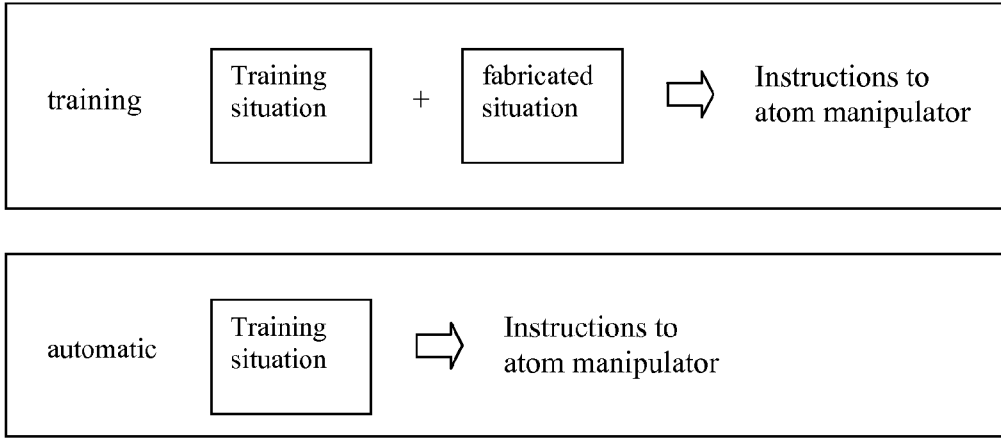 training
Training
situation
+
fabricated
situation
Instructions to
atom manipulator
automatic
Training
situation
Instructions to
atom manipulator